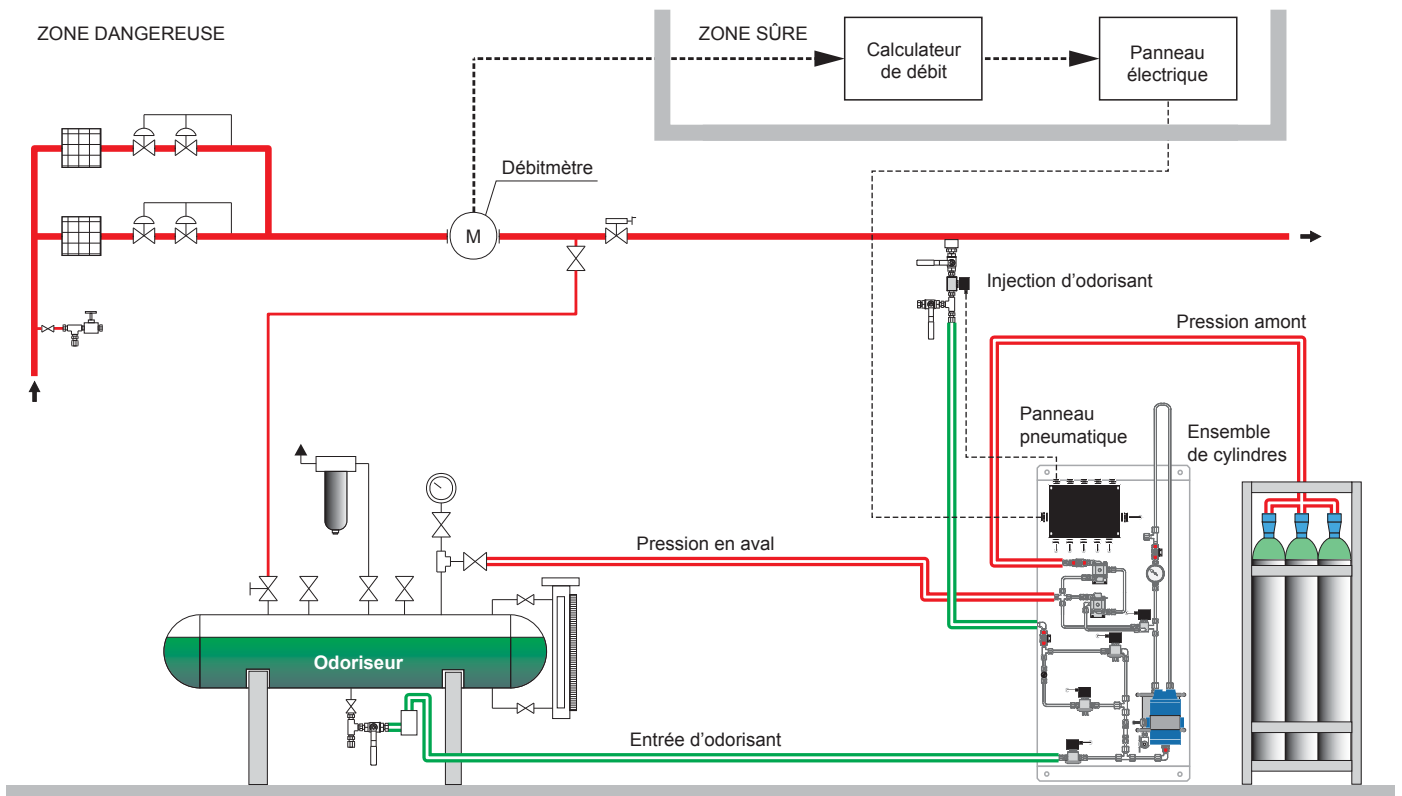 ZONE DANGEREUSE
ZONE SÛRE
Calculateur
de débit
Panneau
électrique
Débitmètre
M
Injection d’odorisant
Pression amont
Panneau
pneumatique
Ensemble
de cylindres
Pression en aval
Odoriseur
Entrée d’odorisant